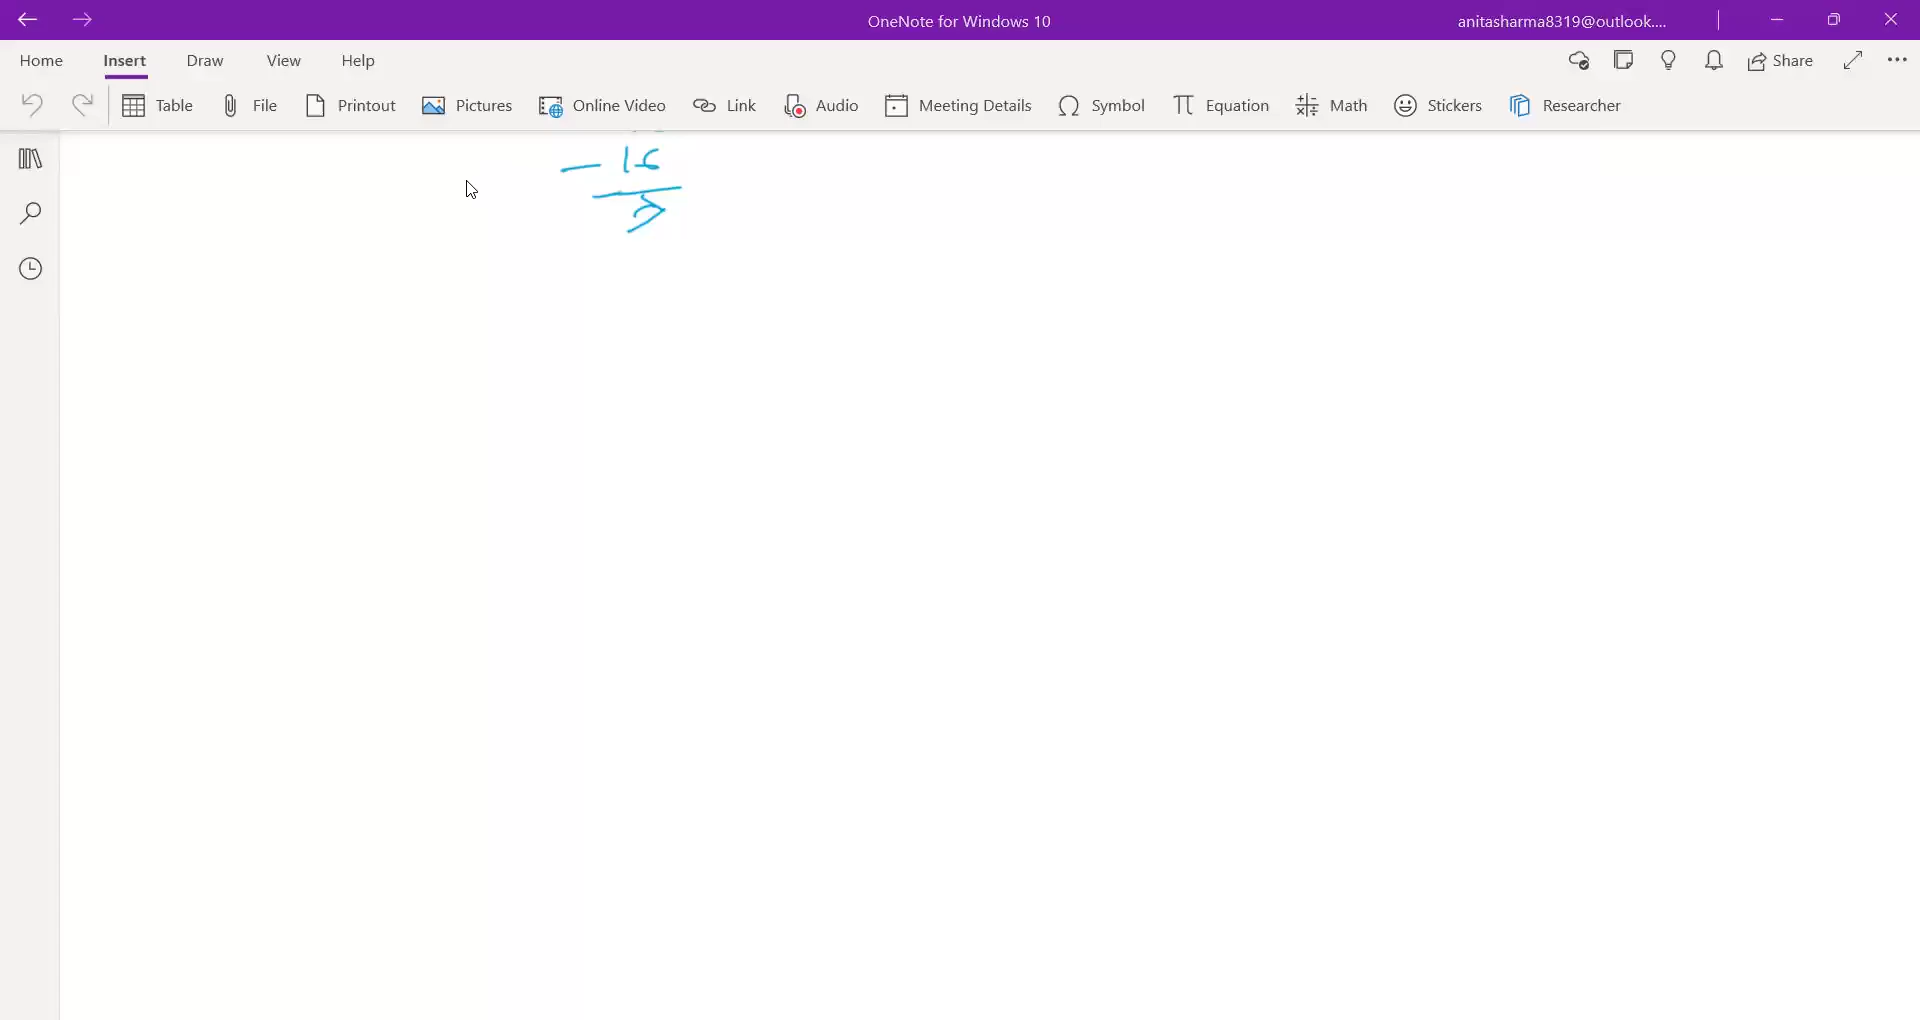 OneNote for Windows 10
anitasharma8319@outlook....
Home Insert Draw View Help
Share
Table File Printout Pictures Online Video Link Audio Meeting Details Symbol Equation Math Stickers Researcher
- 16